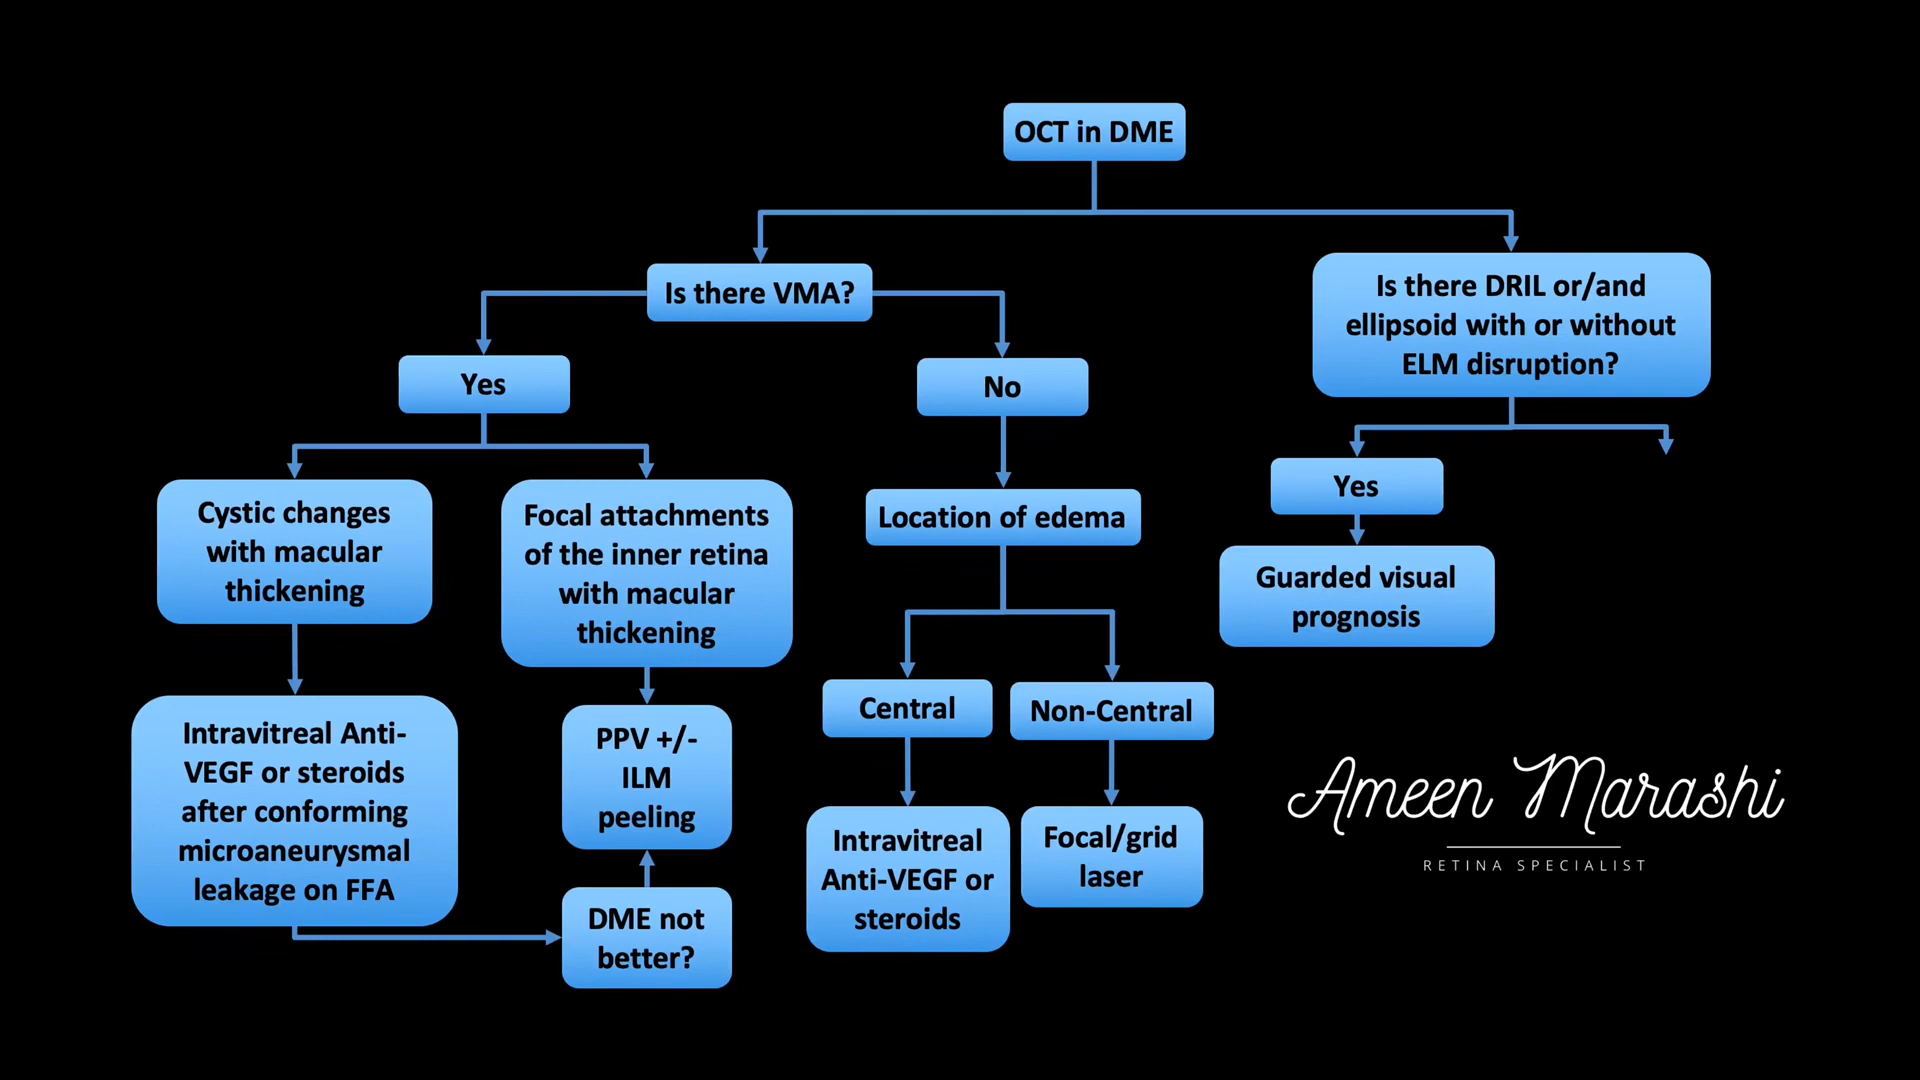 OCT in DME
Is there VMA?
Is there DRIL or/and
ellipsoid with or without
ELM disruption?
Yes
No
Yes
Cystic changes
with macular
thickening
Focal attachments
of the inner retina
with macular
thickening
Location of edema
Guarded visual
prognosis
Central
Non-Central
Intravitreal Anti-
VEGF or steroids
after conforming
microaneurysmal
leakage on FFA
PPV +/-
ILM
peeling
Intravitreal
Anti-VEGF or
steroids
Focal/grid
laser
DME not
better?
Ameen Marashi
RETINA SPECIALIST